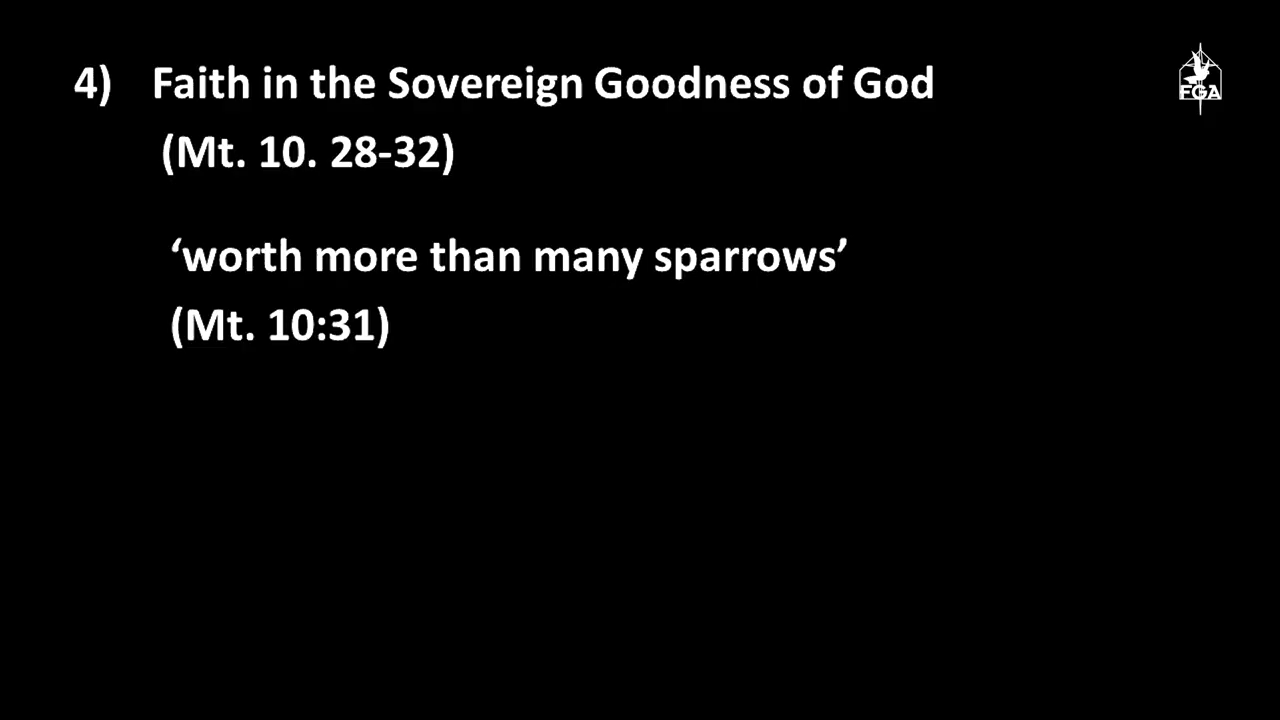 4) Faith in the Sovereign Goodness of God
(Mt. 10. 28-32)
‘worth more than many sparrows’
(Mt. 10:31)
FGA